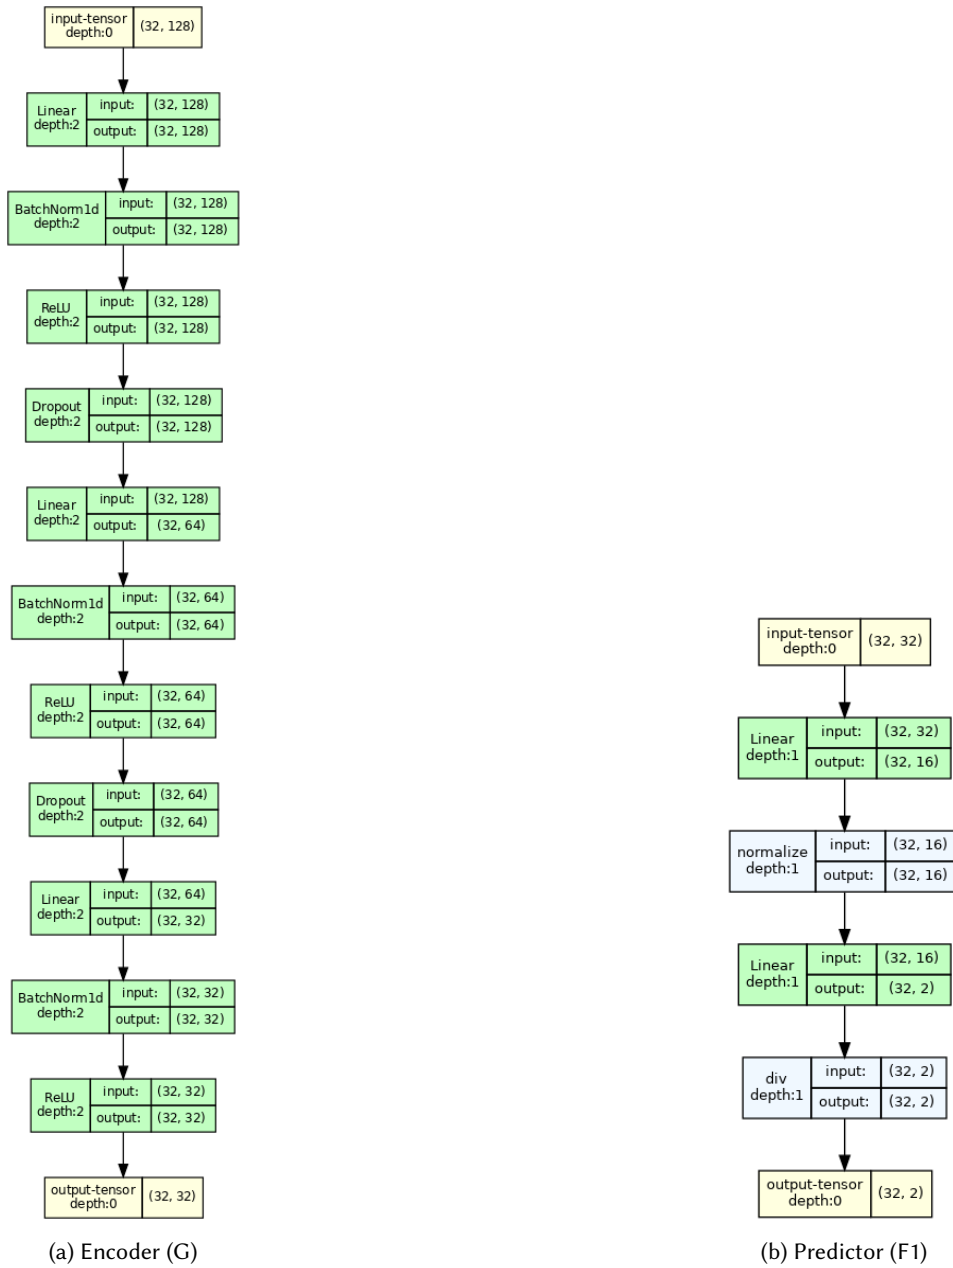 input-tensor
depth:0
(32, 128)
Linear
depth:2
input:
(32, 128)
output:
(32, 128)
BatchNorm1d
depth:2
input:
(32, 128)
output:
(32, 128)
ReLU
depth:2
input:
(32, 128)
output:
(32, 128)
Dropout
depth:2
input:
(32, 128)
output:
(32, 128)
Linear
depth:2
input:
(32, 128)
output:
(32, 64)
BatchNorm1d
depth:2
input:
(32, 64)
output:
(32, 64)
ReLU
depth:2
input:
(32, 64)
output:
(32, 64)
Dropout
depth:2
input:
(32, 64)
output:
(32, 64)
Linear
depth:2
input:
(32, 64)
output:
(32, 32)
BatchNorm1d
depth:2
input:
(32, 32)
output:
(32, 32)
ReLU
depth:2
input:
(32, 32)
output:
(32, 32)
output-tensor
depth:0
(32, 32)
(a) Encoder (G)
input-tensor
depth:0
(32, 32)
Linear
depth:1
input:
(32, 32)
output:
(32, 16)
normalize
depth:1
input:
(32, 16)
output:
(32, 16)
Linear
depth:1
input:
(32, 16)
output:
(32, 2)
div
depth:1
input:
(32, 2)
output:
(32, 2)
output-tensor
depth:0
(32, 2)
(b) Predictor (F1)